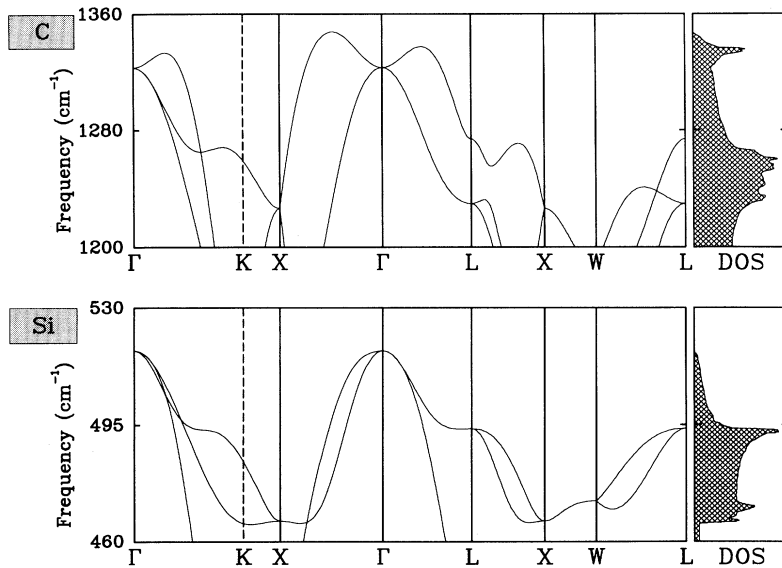 C
1360
1280
1200
Frequency (cm⁻¹)
Γ K X Γ L X W L DOS
Si
530
495
460
Frequency (cm⁻¹)
Γ K X Γ L X W L DOS